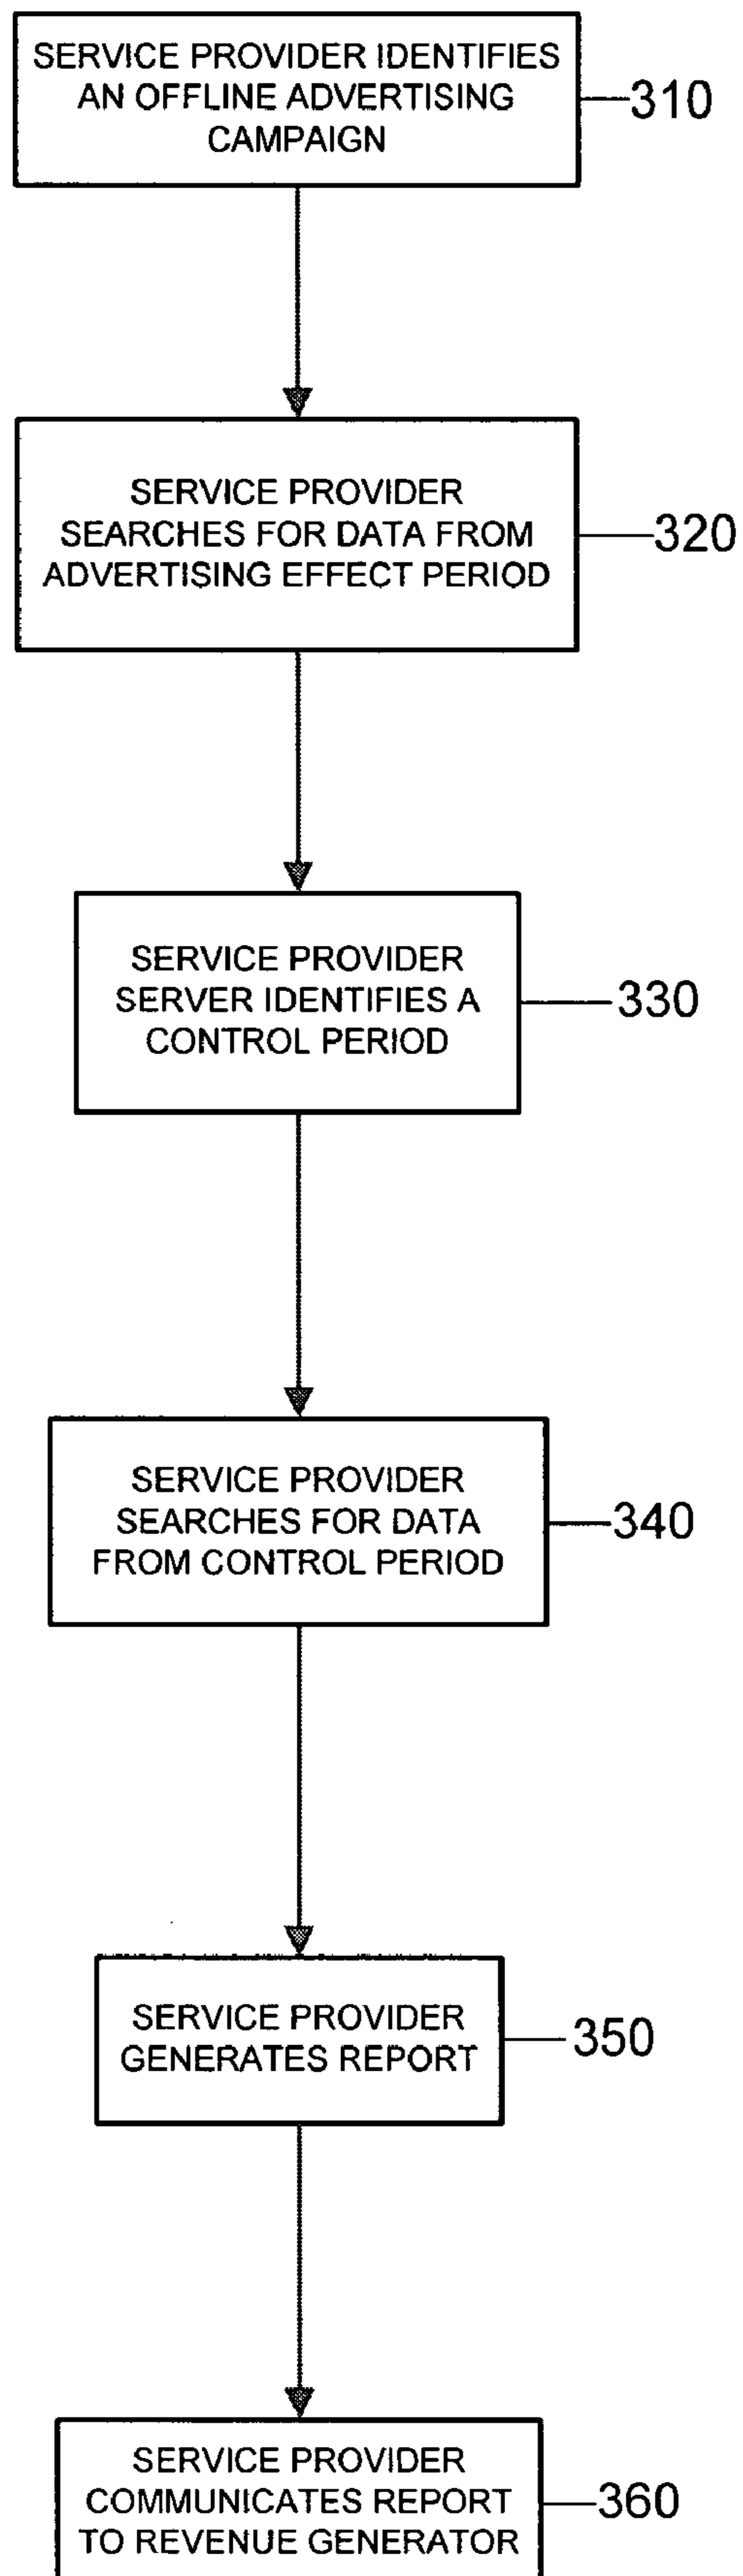 SERVICE PROVIDER IDENTIFIES
AN OFFLINE ADVERTISING
CAMPAIGN
310
SERVICE PROVIDER
SEARCHES FOR DATA FROM
ADVERTISING EFFECT PERIOD
320
SERVICE PROVIDER
SERVER IDENTIFIES A
CONTROL PERIOD
330
SERVICE PROVIDER
SEARCHES FOR DATA
FROM CONTROL PERIOD
340
SERVICE PROVIDER
GENERATES REPORT
350
SERVICE PROVIDER
COMMUNICATES REPORT
TO REVENUE GENERATOR
360